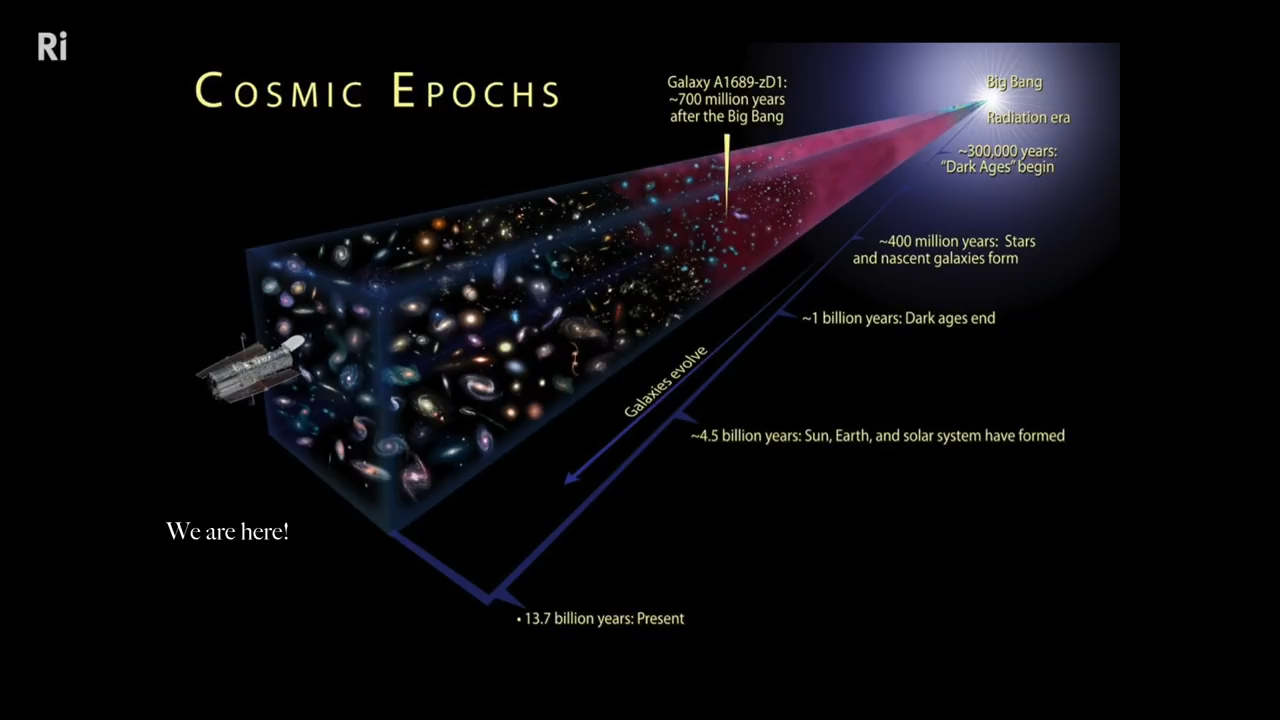 Ri
COSMIC EPOCHS
Galaxy A1689-zD1:
~700 million years
after the Big Bang
Big Bang
Radiation era
~300,000 years:
"Dark Ages" begin
~400 million years: Stars
and nascent galaxies form
~1 billion years: Dark ages end
Galaxies evolve
~4.5 billion years: Sun, Earth, and solar system have formed
We are here!
• 13.7 billion years: Present